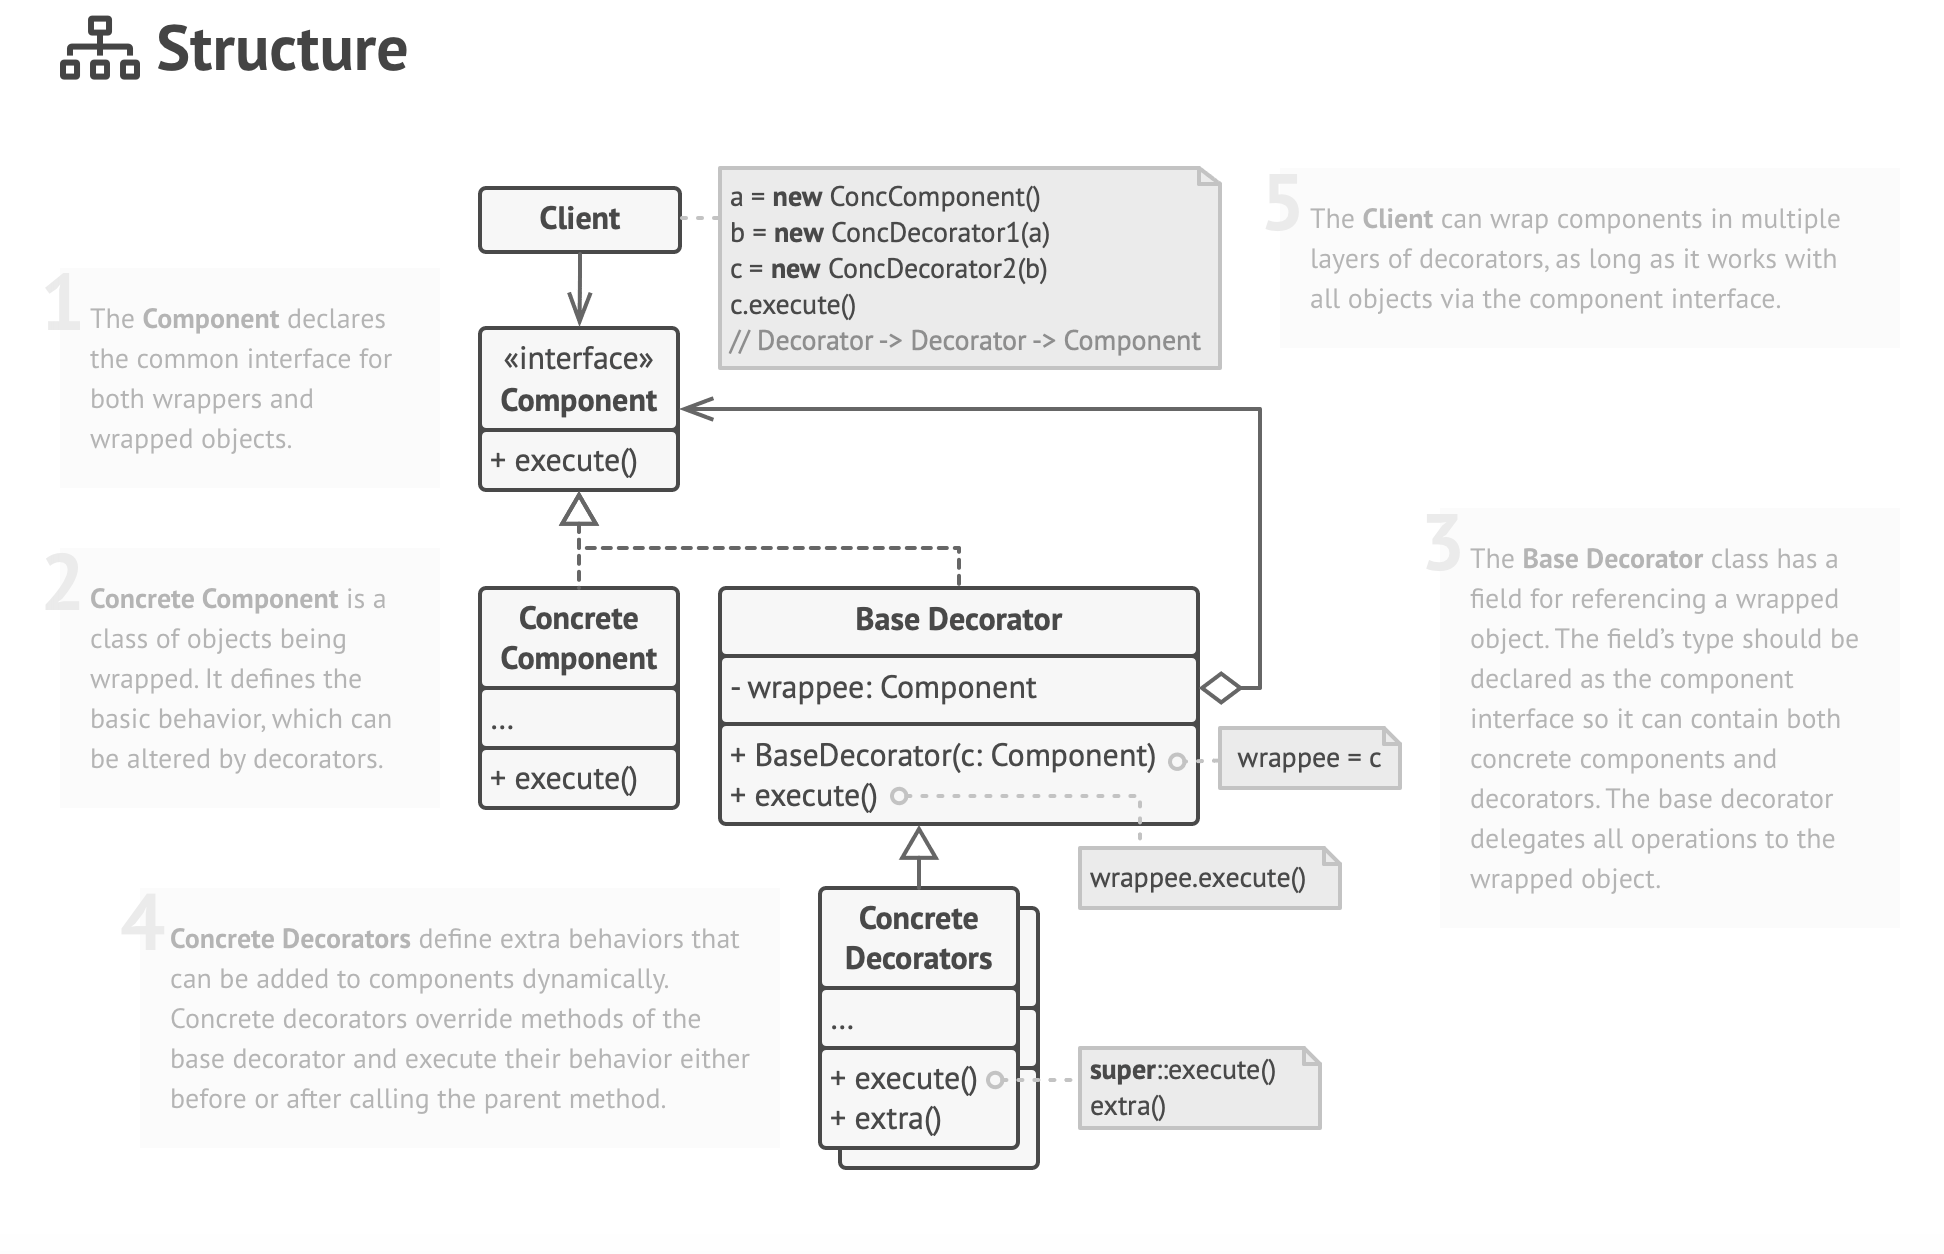 Structure
Client
a = new ConcComponent()
b = new ConcDecorator1(a)
c = new ConcDecorator2(b)
c.execute()
// Decorator -> Decorator -> Component
5
The Client can wrap components in multiple
layers of decorators, as long as it works with
all objects via the component interface.
1
The Component declares
the common interface for
both wrappers and
wrapped objects.
«interface»
Component
+ execute()
2
Concrete Component is a
class of objects being
wrapped. It defines the
basic behavior, which can
be altered by decorators.
Concrete
Component
...
+ execute()
Base Decorator
- wrappee: Component
+ BaseDecorator(c: Component)
+ execute()
wrappee = c
wrappee.execute()
3
The Base Decorator class has a
field for referencing a wrapped
object. The field’s type should be
declared as the component
interface so it can contain both
concrete components and
decorators. The base decorator
delegates all operations to the
wrapped object.
4
Concrete Decorators define extra behaviors that
can be added to components dynamically.
Concrete decorators override methods of the
base decorator and execute their behavior either
before or after calling the parent method.
Concrete
Decorators
...
+ execute()
+ extra()
super::execute()
extra()